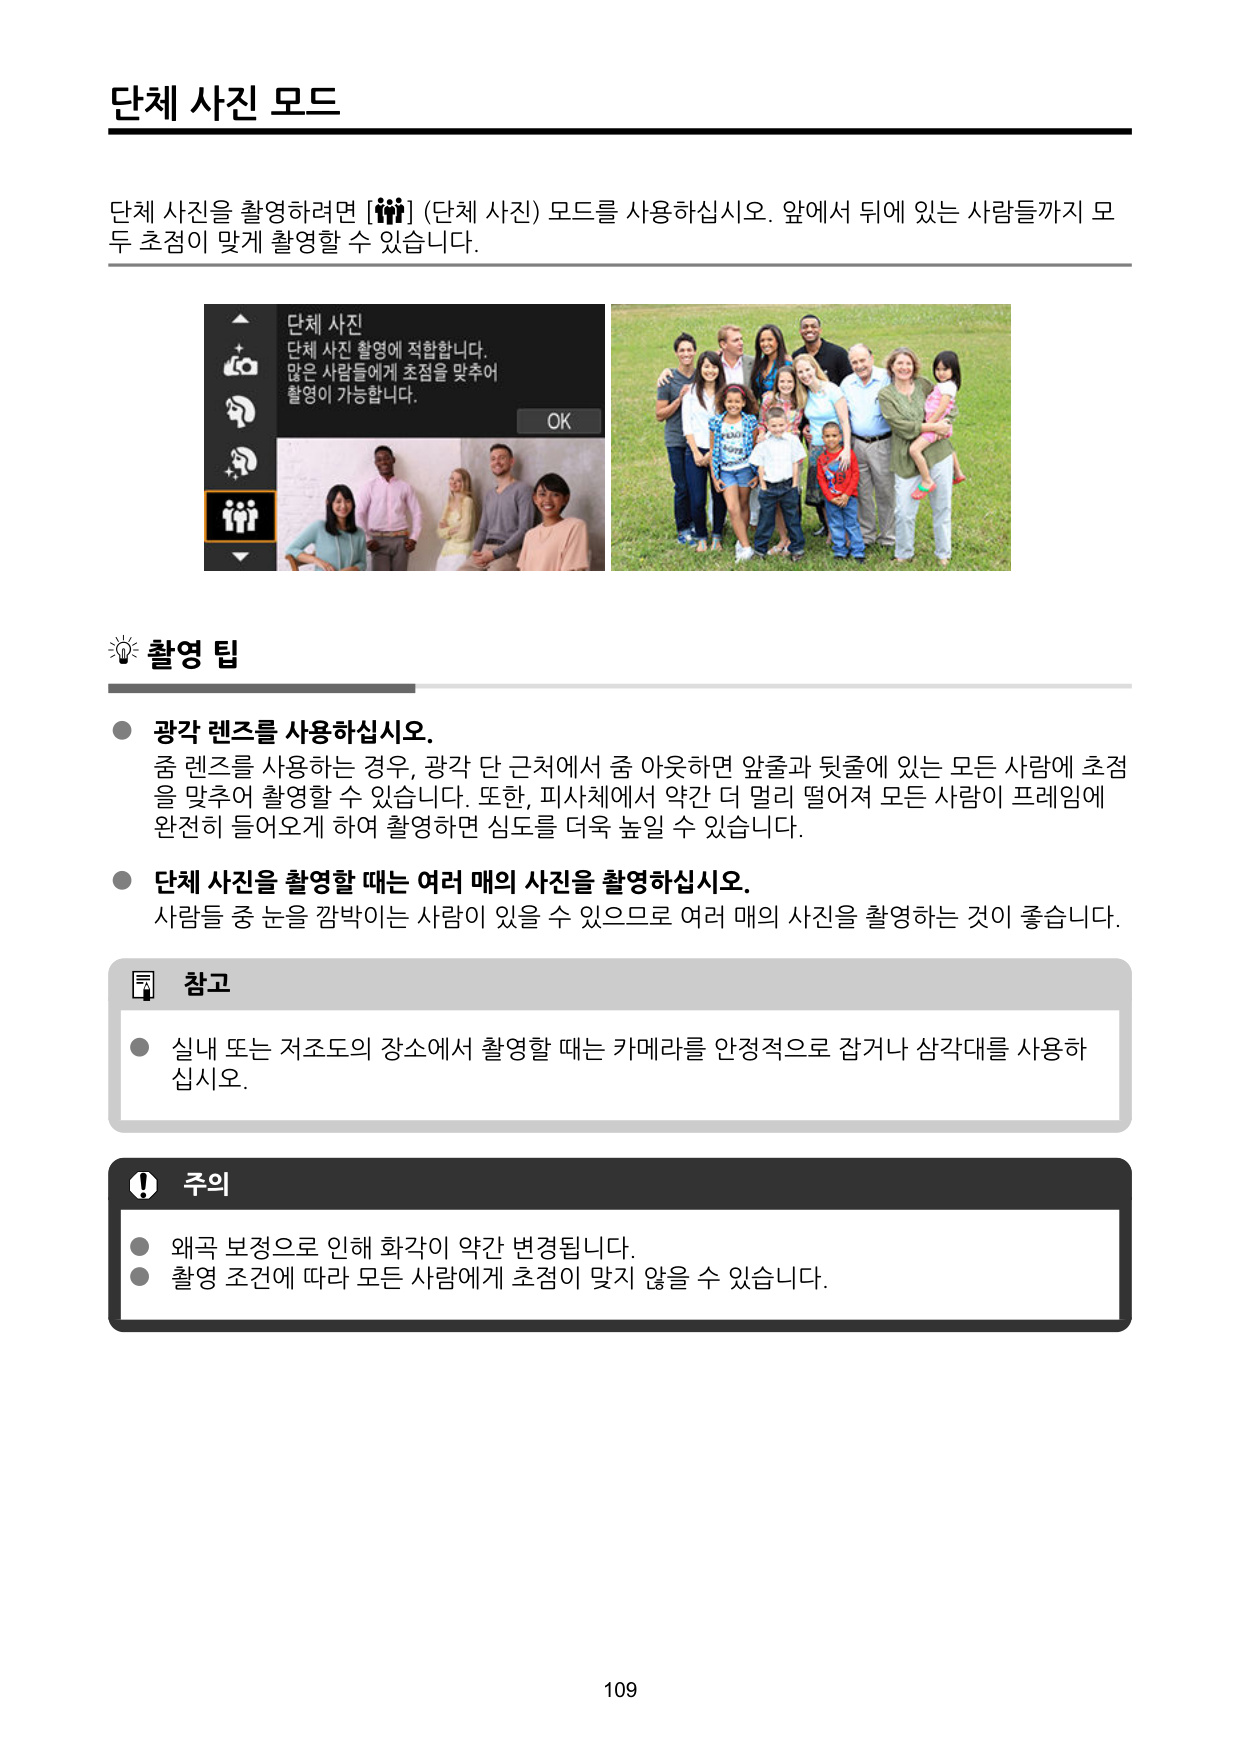 단체 사진 모드
단체 사진을 촬영하려면 [] (단체 사진) 모드를 사용하십시오. 앞에서 뒤에 있는 사람들까지 모
두 초점이 맞게 촬영할 수 있습니다.
단체 사진
단체 사진 촬영에 적합합니다.
많은 사람들에게 초점을 맞추어
촬영이 가능합니다.
OK
촬영 팁
● 광각 렌즈를 사용하십시오.
줌 렌즈를 사용하는 경우, 광각 단 근처에서 줌 아웃하면 앞줄과 뒷줄에 있는 모든 사람에 초점
을 맞추어 촬영할 수 있습니다. 또한, 피사체에서 약간 더 멀리 떨어져 모든 사람이 프레임에
완전히 들어오게 하여 촬영하면 심도를 더욱 높일 수 있습니다.
● 단체 사진을 촬영할 때는 여러 매의 사진을 촬영하십시오.
사람들 중 눈을 깜박이는 사람이 있을 수 있으므로 여러 매의 사진을 촬영하는 것이 좋습니다.
참고
● 실내 또는 저조도의 장소에서 촬영할 때는 카메라를 안정적으로 잡거나 삼각대를 사용하
십시오.
주의
● 왜곡 보정으로 인해 화각이 약간 변경됩니다.
● 촬영 조건에 따라 모든 사람에게 초점이 맞지 않을 수 있습니다.
109